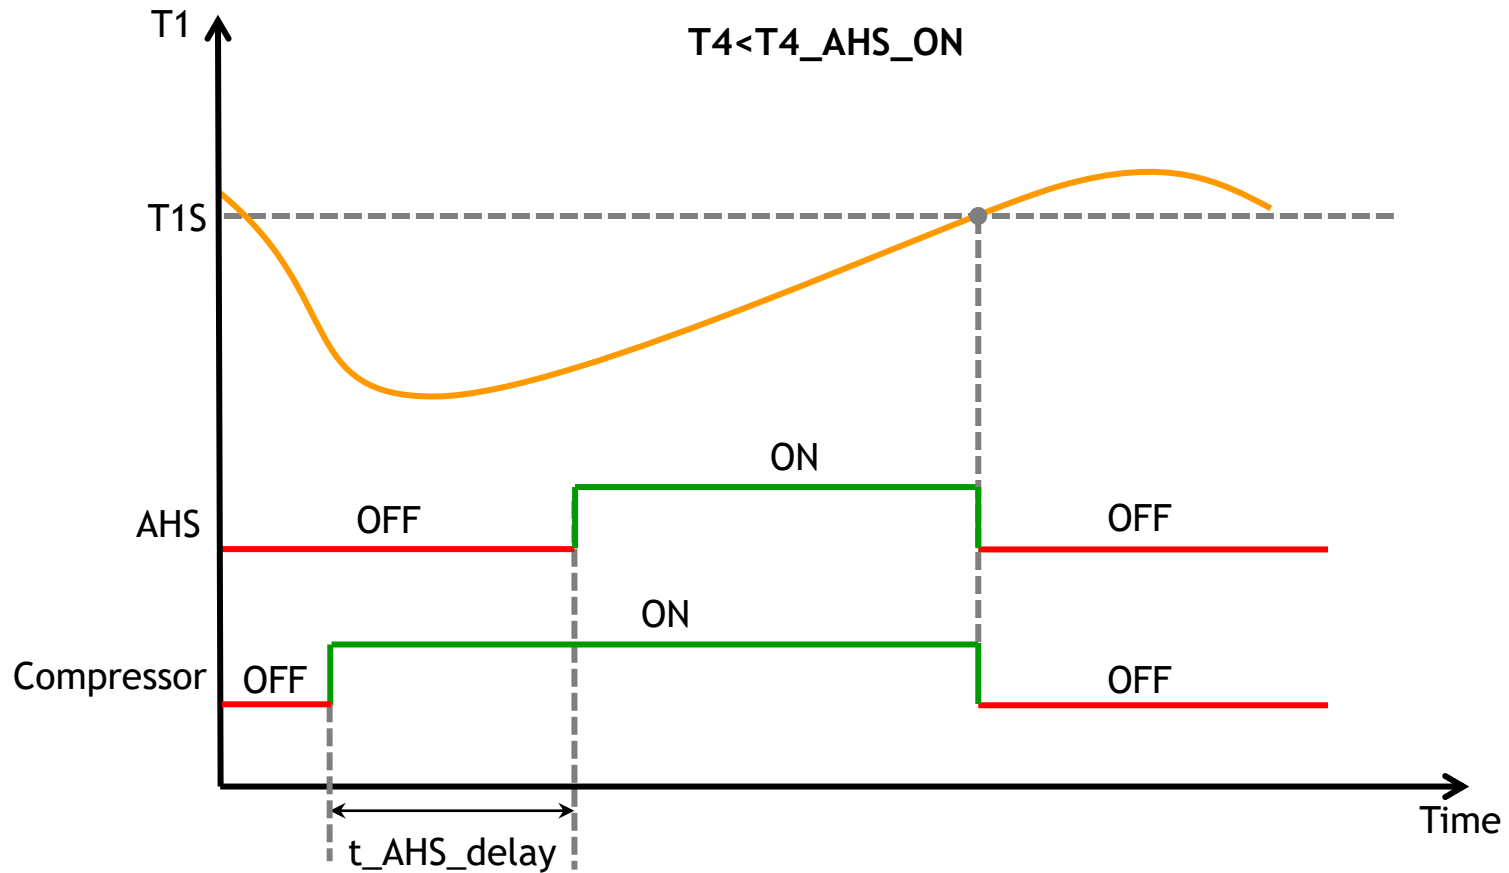 T1
T4<T4_AHS_ON
T1S
ON
AHS
OFF
OFF
ON
Compressor
OFF
OFF
Time
t_AHS_delay